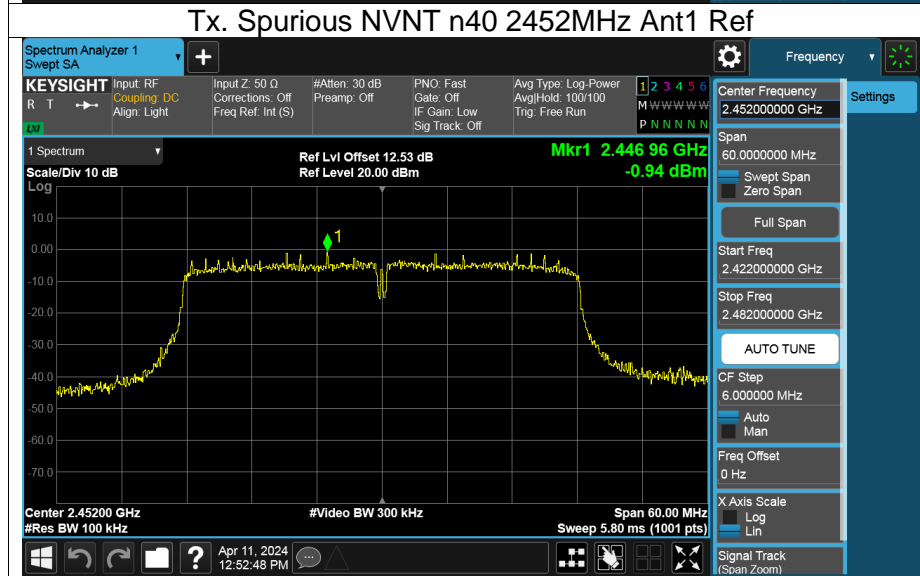 Tx. Spurious NVNT n40 2452MHz Ant1 Ref
Spectrum Analyzer 1
Swept SA
+
Frequency
KEYSIGHT
R T
LXI
Input: RF
Coupling: DC
Align: Light
Input Z: 50 Ω
Corrections: Off
Freq Ref: Int (S)
#Atten: 30 dB
Preamp: Off
PNO: Fast
Gate: Off
IF Gain: Low
Sig Track: Off
Avg Type: Log-Power
Avg|Hold: 100/100
Trig: Free Run
1 2 3 4 5 6
M W W W W W
P N N N N N
1 Spectrum
Scale/Div 10 dB
Log
Ref Lvl Offset 12.53 dB
Ref Level 20.00 dBm
Mkr1 2.446 96 GHz
-0.94 dBm
1
10.0
0.00
-10.0
-20.0
-30.0
-40.0
-50.0
-60.0
-70.0
Center 2.45200 GHz
#Res BW 100 kHz
#Video BW 300 kHz
Span 60.00 MHz
Sweep 5.80 ms (1001 pts)
?
Apr 11, 2024
12:52:48 PM
Center Frequency
2.452000000 GHz
Settings
Span
60.0000000 MHz
Swept Span
Zero Span
Full Span
Start Freq
2.422000000 GHz
Stop Freq
2.482000000 GHz
AUTO TUNE
CF Step
6.000000 MHz
Auto
Man
Freq Offset
0 Hz
X Axis Scale
Log
Lin
Signal Track
(Span Zoom)